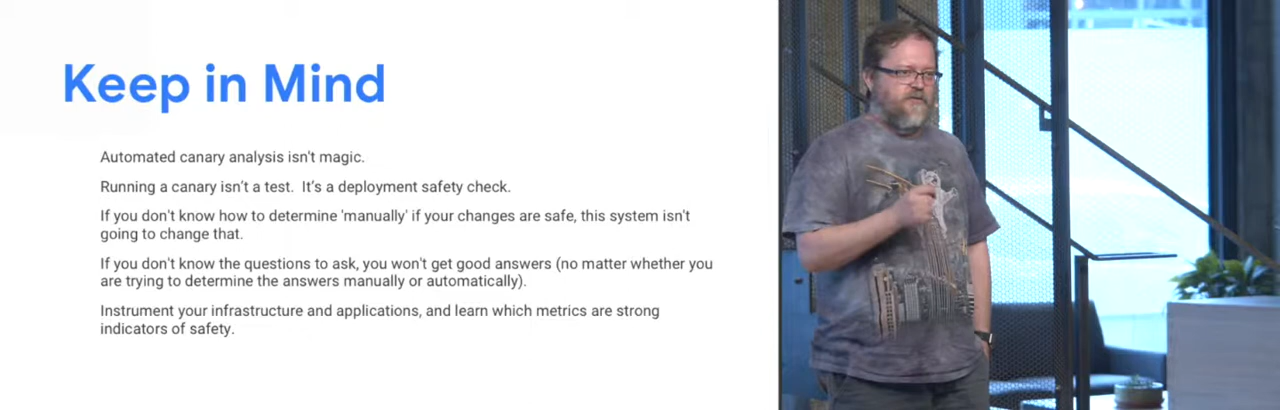 Keep in Mind
Automated canary analysis isn't magic.
Running a canary isn't a test.  It's a deployment safety check.
If you don't know how to determine 'manually' if your changes are safe, this system isn't
going to change that.
If you don't know the questions to ask, you won't get good answers (no matter whether you
are trying to determine the answers manually or automatically).
Instrument your infrastructure and applications, and learn which metrics are strong
indicators of safety.